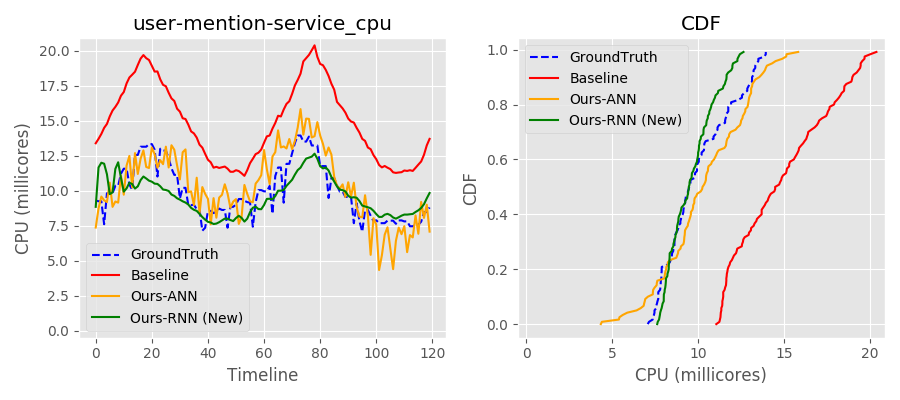 user-mention-service_cpu
CPU (millicores)
20.0
17.5
15.0
12.5
10.0
7.5
5.0
2.5
0.0
GroundTruth
Baseline
Ours-ANN
Ours-RNN (New)
0
20
40
60
80
100
120
Timeline
CDF
CDF
1.0
0.8
0.6
0.4
0.2
0.0
GroundTruth
Baseline
Ours-ANN
Ours-RNN (New)
0
5
10
15
20
CPU (millicores)